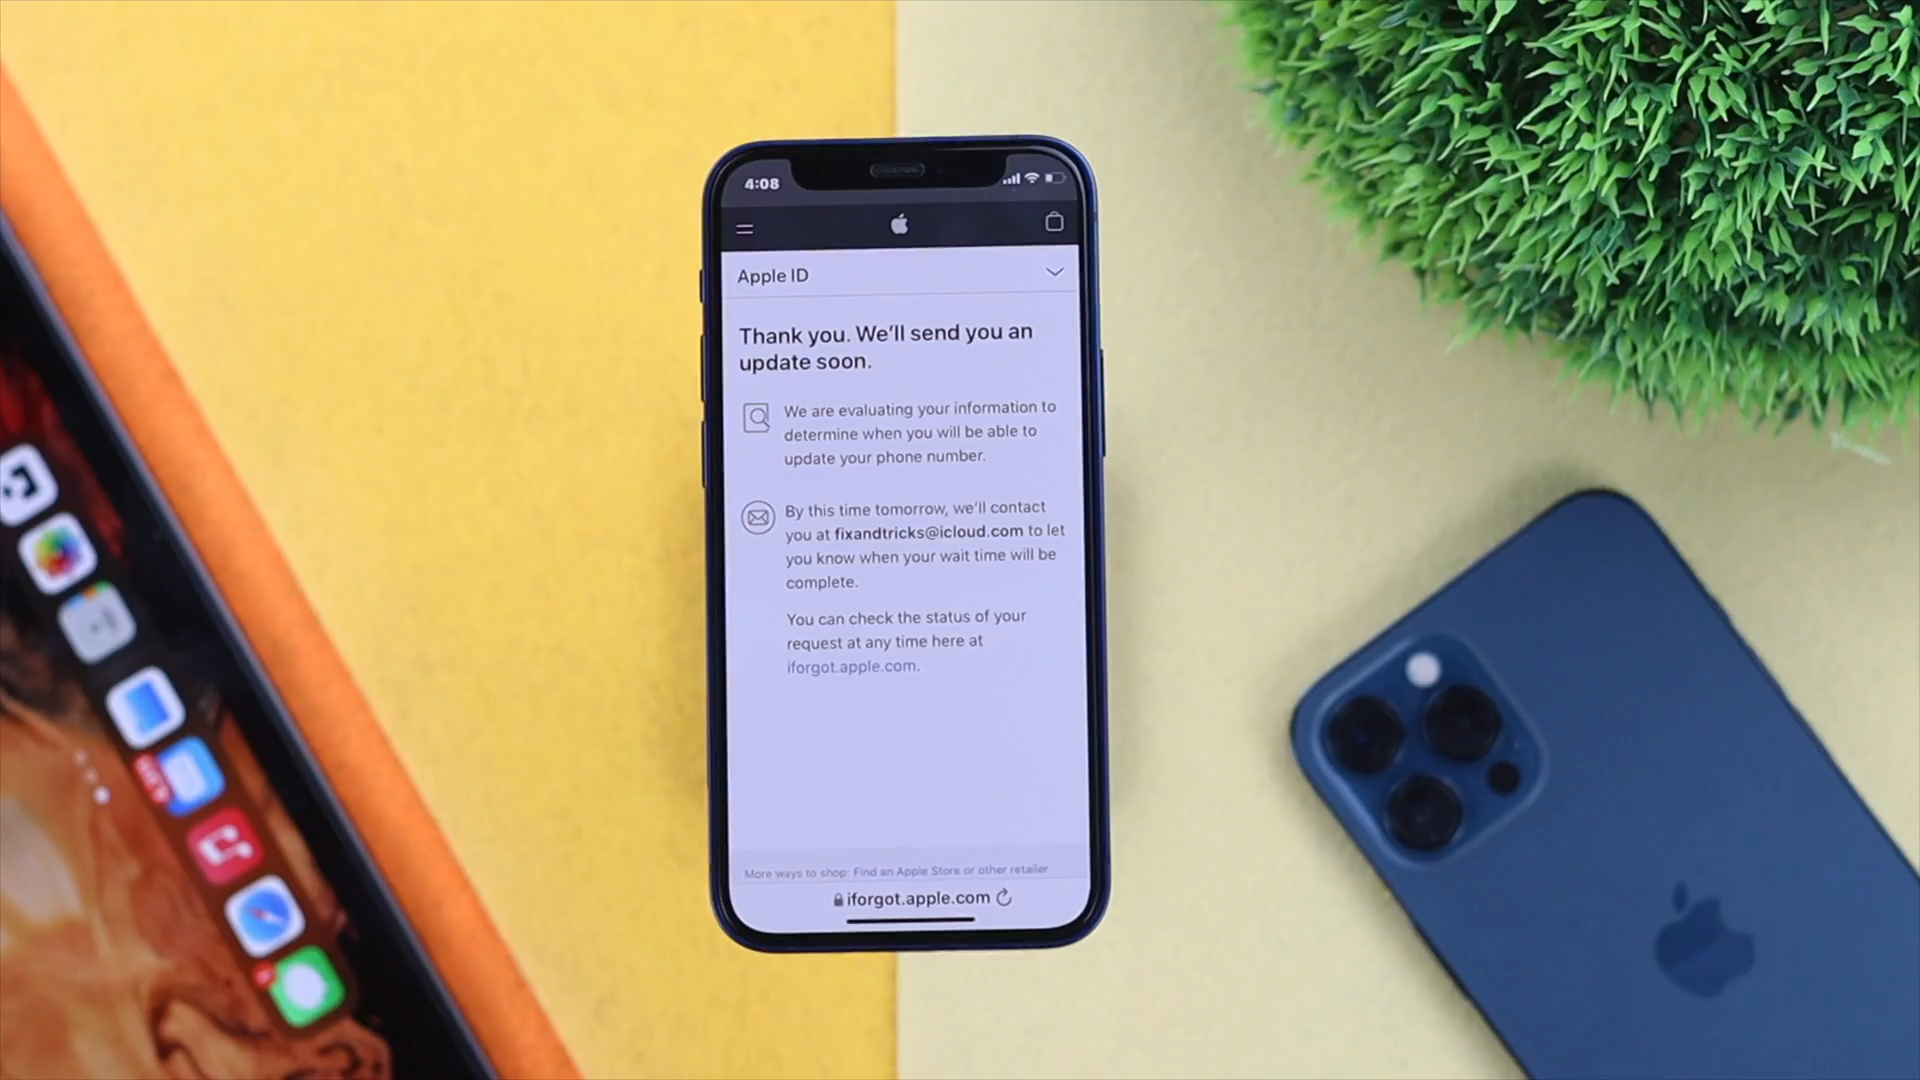 4:08
Apple ID
Thank you. We’ll send you an
update soon.
We are evaluating your information to
determine when you will be able to
update your phone number.
By this time tomorrow, we’ll contact
you at fixandtricks@icloud.com to let
you know when your wait time will be
complete.
You can check the status of your
request at any time here at
iforgot.apple.com.
More ways to shop: Find an Apple Store or other retailer
iforgot.apple.com